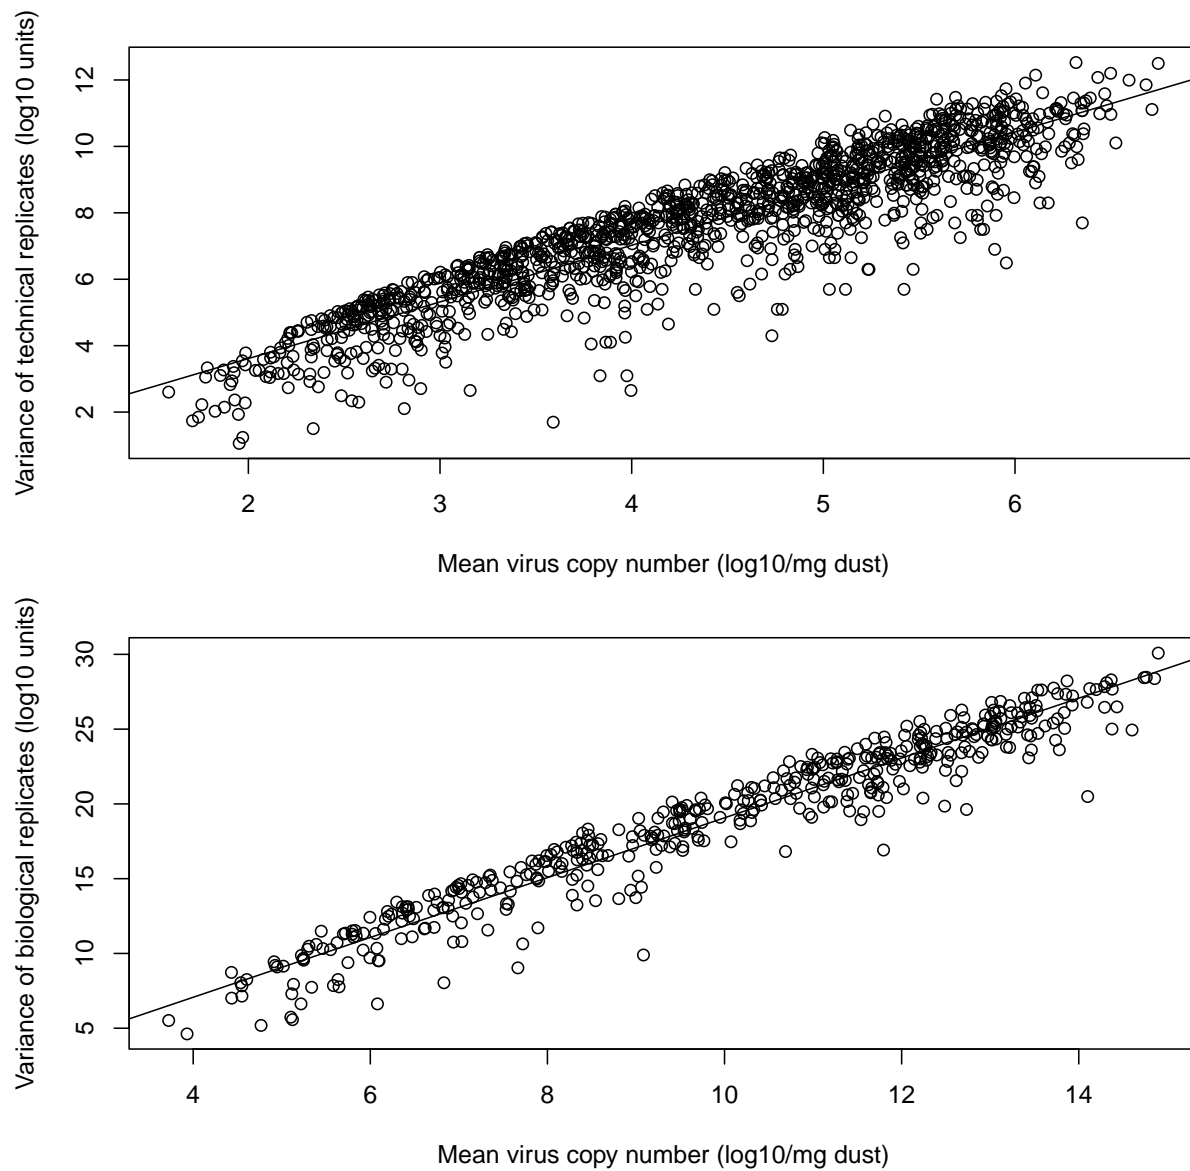 Variance of technical replicates (log10 units)
12
10
8
6
4
2
2 3 4 5 6
Mean virus copy number (log10/mg dust)
Variance of biological replicates (log10 units)
30
25
20
15
10
5
4 6 8 10 12 14
Mean virus copy number (log10/mg dust)